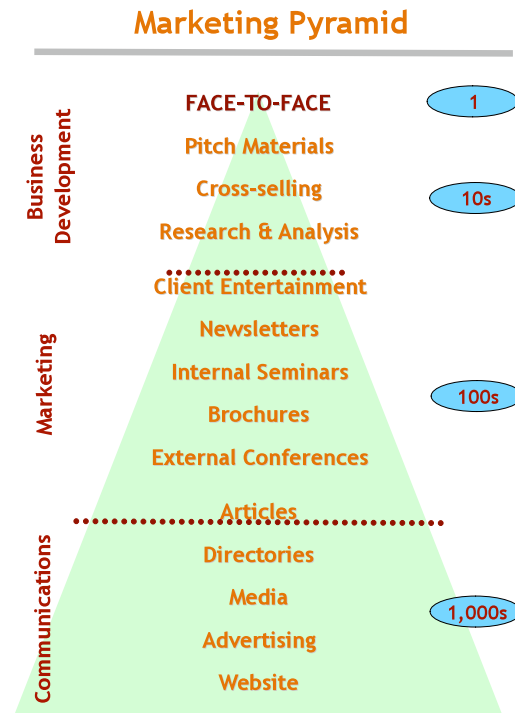 Marketing Pyramid
FACE-TO-FACE
1
Pitch Materials
Business
Development
Cross-selling
10s
Research & Analysis
Client Entertainment
Newsletters
Marketing
Internal Seminars
100s
Brochures
External Conferences
Articles
Directories
Communications
Media
1,000s
Advertising
Website